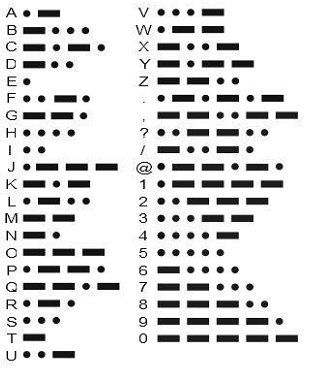 A • —
B — • • •
C — • — •
D — • •
E •
F • • — •
G — — •
H • • • •
I • •
J • — — —
K — • —
L • — • •
M — —
N — •
O — — —
P • — — •
Q — — • —
R • — •
S • • •
T —
U • • —
V • • • —
W • — —
X — • • —
Y — • — —
Z — — • •
. • — • — • —
, — — • • — —
? • • — — • •
/ — • • — •
@ • — — • — •
1 • — — — —
2 • • — — —
3 • • • — —
4 • • • • —
5 • • • • •
6 — • • • •
7 — — • • •
8 — — — • •
9 — — — — •
0 — — — — —